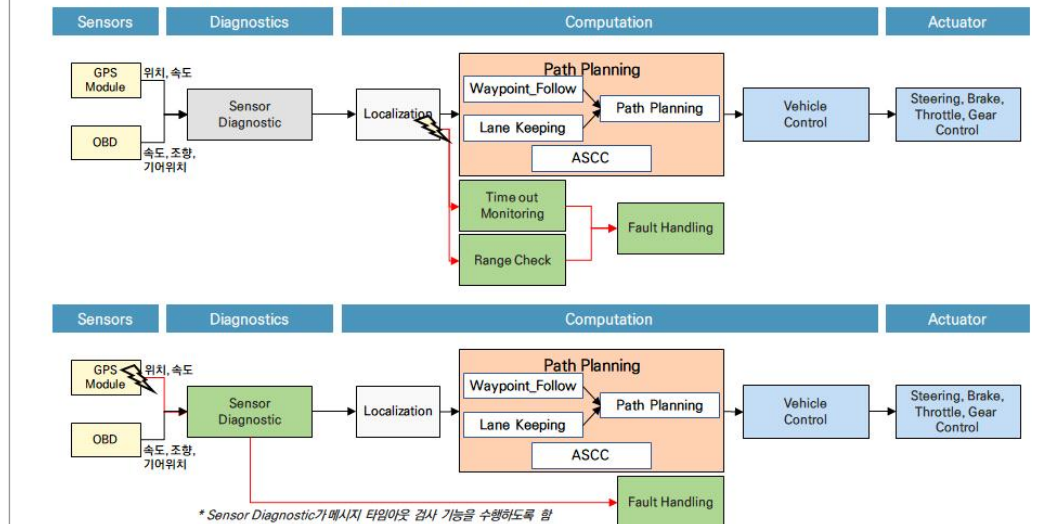 Sensors
Diagnostics
Computation
Actuator
GPS
Module
위치, 속도
OBD
속도, 조향,
기어위치
Sensor
Diagnostic
Localization
Path Planning
Waypoint_Follow
Lane Keeping
Path Planning
ASCC
Vehicle
Control
Steering, Brake,
Throttle, Gear
Control
Time out
Monitoring
Range Check
Fault Handling
Sensors
Diagnostics
Computation
Actuator
GPS
Module
위치, 속도
OBD
속도, 조향,
기어위치
Sensor
Diagnostic
Localization
Path Planning
Waypoint_Follow
Lane Keeping
Path Planning
ASCC
Vehicle
Control
Steering, Brake,
Throttle, Gear
Control
Fault Handling
* Sensor Diagnostic가 메시지 타임아웃 검사 기능을 수행하도록 함